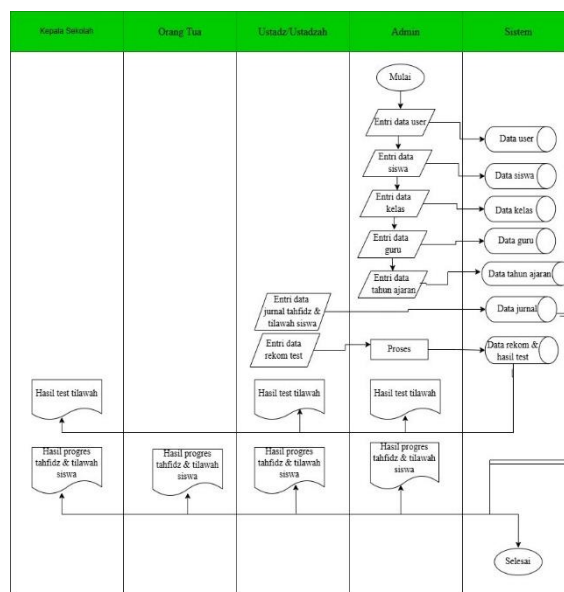 Kepala Sekolah
Orang Tua
Ustadz/Ustadzah
Admin
Sistem
Mulai
Entri data user
Data user
Entri data
siswa
Data siswa
Entri data
kelas
Data kelas
Entri data
guru
Data guru
Entri data
tahun ajaran
Data tahun ajaran
Entri data
jurnal tahfidz &
tilawah siswa
Data jurnal
Entri data
rekom test
Proses
Data rekom &
hasil test
Hasil test tilawah
Hasil test tilawah
Hasil test tilawah
Hasil progres
tahfidz & tilawah
siswa
Hasil progres
tahfidz & tilawah
siswa
Hasil progres
tahfidz & tilawah
siswa
Hasil progres
tahfidz & tilawah
siswa
Selesai